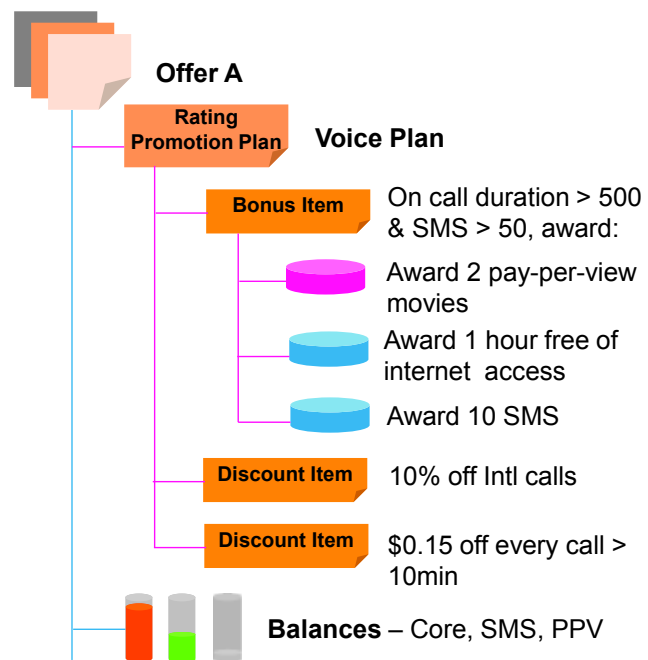 Offer A
Rating
Promotion Plan
Voice Plan
Bonus Item
On call duration > 500
& SMS > 50, award:
Award 2 pay-per-view
movies
Award 1 hour free of
internet access
Award 10 SMS
Discount Item
10% off Intl calls
Discount Item
$0.15 off every call >
10min
Balances – Core, SMS, PPV